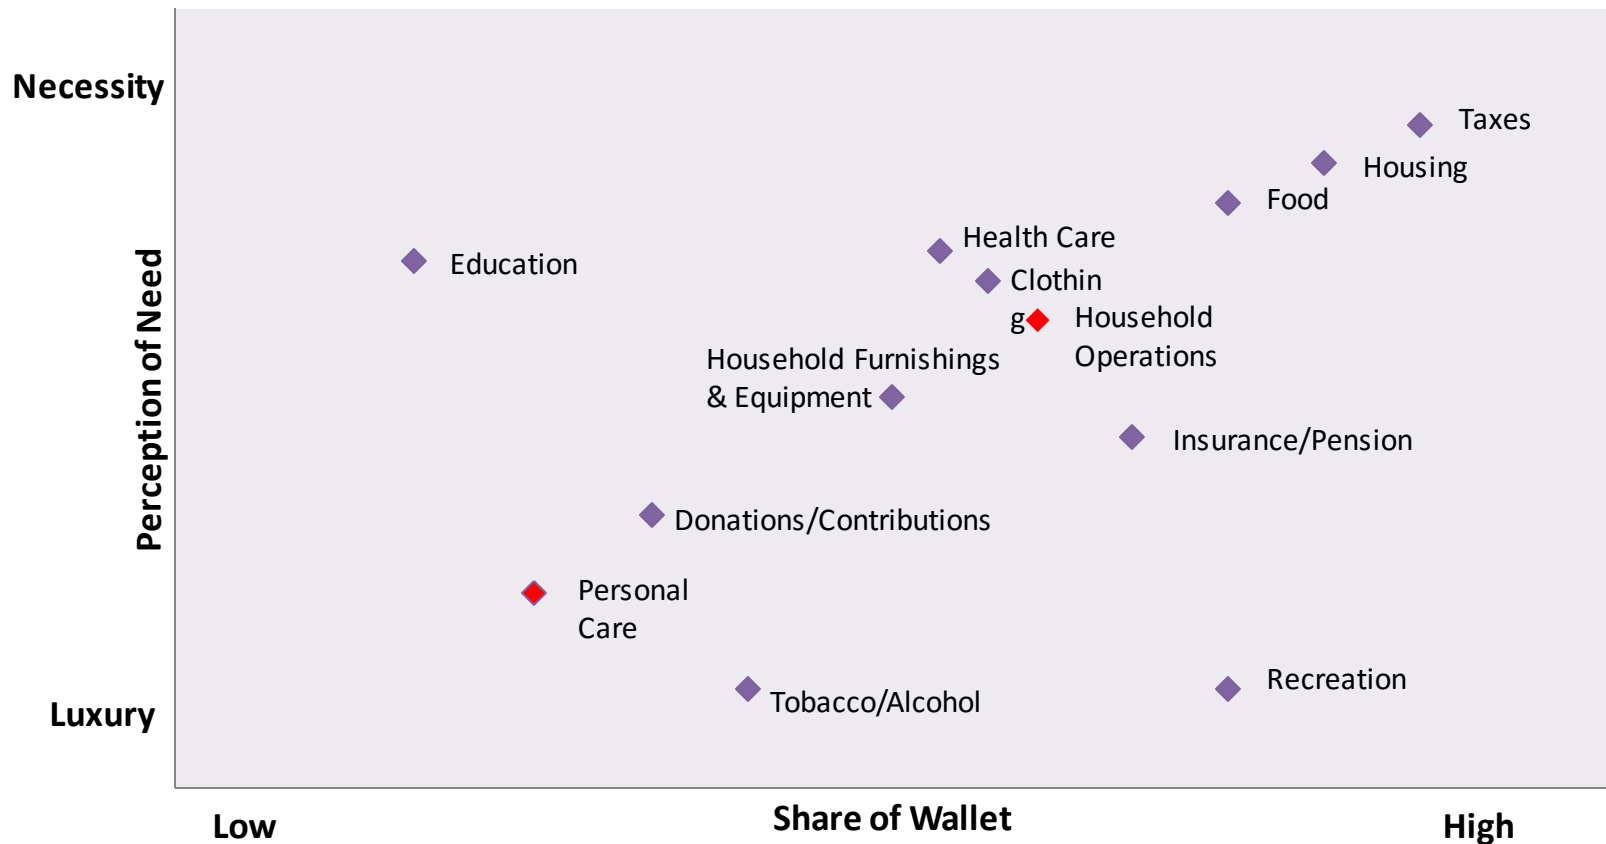 Necessity
Taxes
Housing
Food
Health Care
Education
Clothin
g
Household
Operations
Household Furnishings
& Equipment
Perception of Need
Insurance/Pension
Donations/Contributions
Personal
Care
Recreation
Tobacco/Alcohol
Luxury
Low
Share of Wallet
High